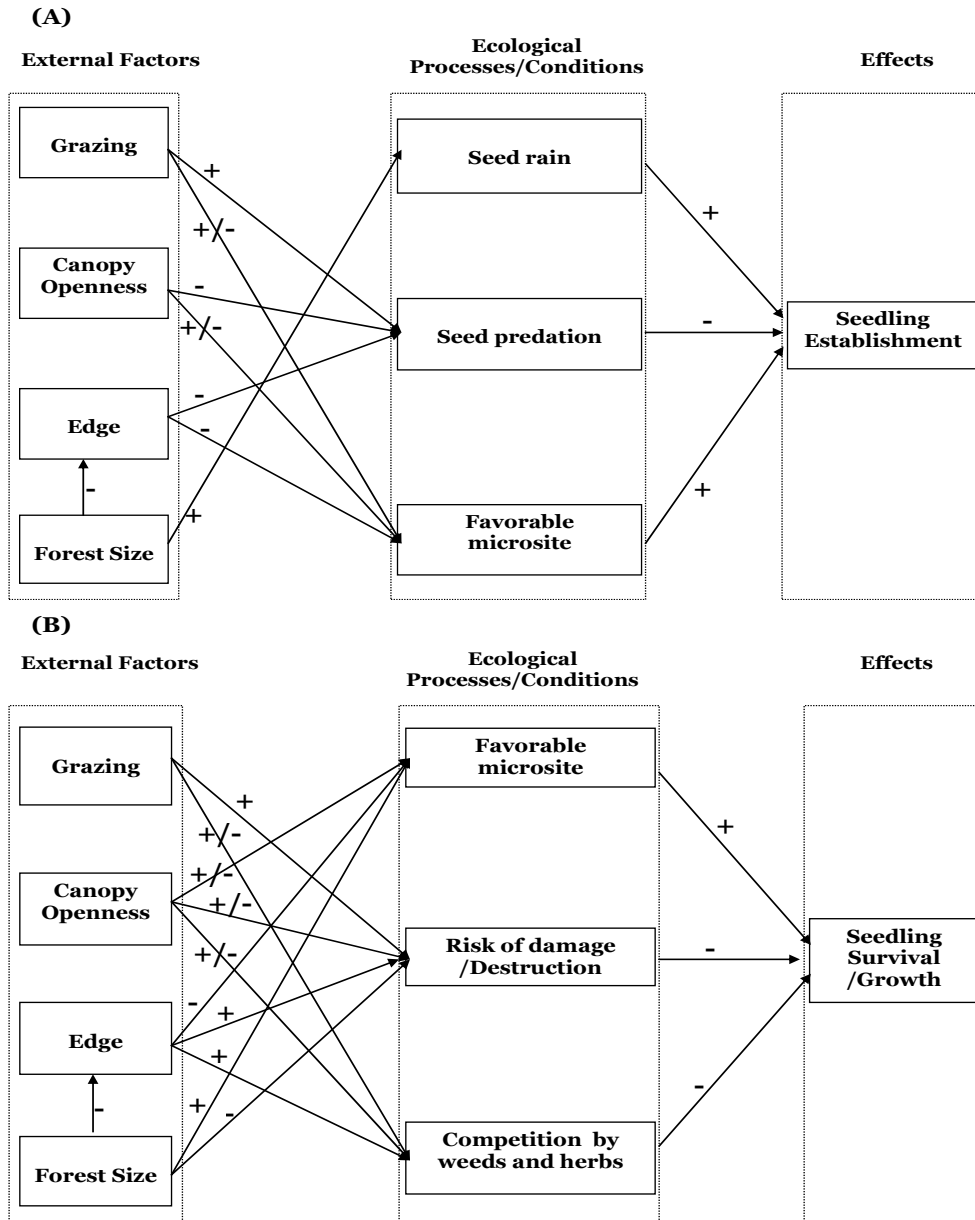 (A)
External Factors
Ecological
Processes/Conditions
Effects
Grazing
Canopy
Openness
Edge
Forest Size
+
+/-
-
+/-
-
-
-
+
Seed rain
Seed predation
Favorable
microsite
+
-
+
Seedling
Establishment
(B)
External Factors
Ecological
Processes/Conditions
Effects
Grazing
Canopy
Openness
Edge
Forest Size
+
+/-
+/-
+/-
+/-
-
+
+
-
+
-
Favorable
microsite
Risk of damage
/Destruction
Competition by
weeds and herbs
+
-
-
Seedling
Survival
/Growth